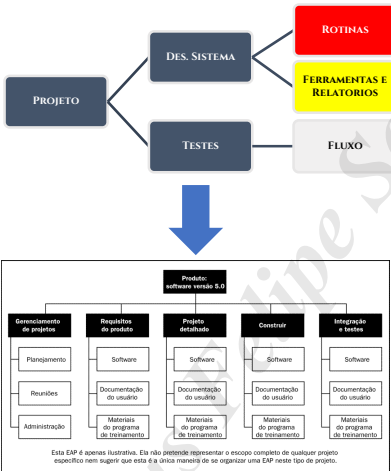 ROTINAS
DES. SISTEMA
FERRAMENTAS E
RELATORIOS
PROJETO
TESTES
FLUXO
Produto:
software versão 5.0
Gerenciamento
de projetos
Requisitos
do produto
Projeto
detalhado
Construir
Integração
e testes
Planejamento
Software
Software
Software
Software
Reuniões
Documentação
do usuário
Documentação
do usuário
Documentação
do usuário
Documentação
do usuário
Administração
Materiais
do programa
de treinamento
Materiais
do programa
de treinamento
Materiais
do programa
de treinamento
Materiais
do programa
de treinamento
Esta EAP é apenas ilustrativa. Ela não pretende representar o escopo completo de qualquer projeto
específico nem sugerir que esta é a única maneira de se organizar uma EAP neste tipo de projeto.
Felipe